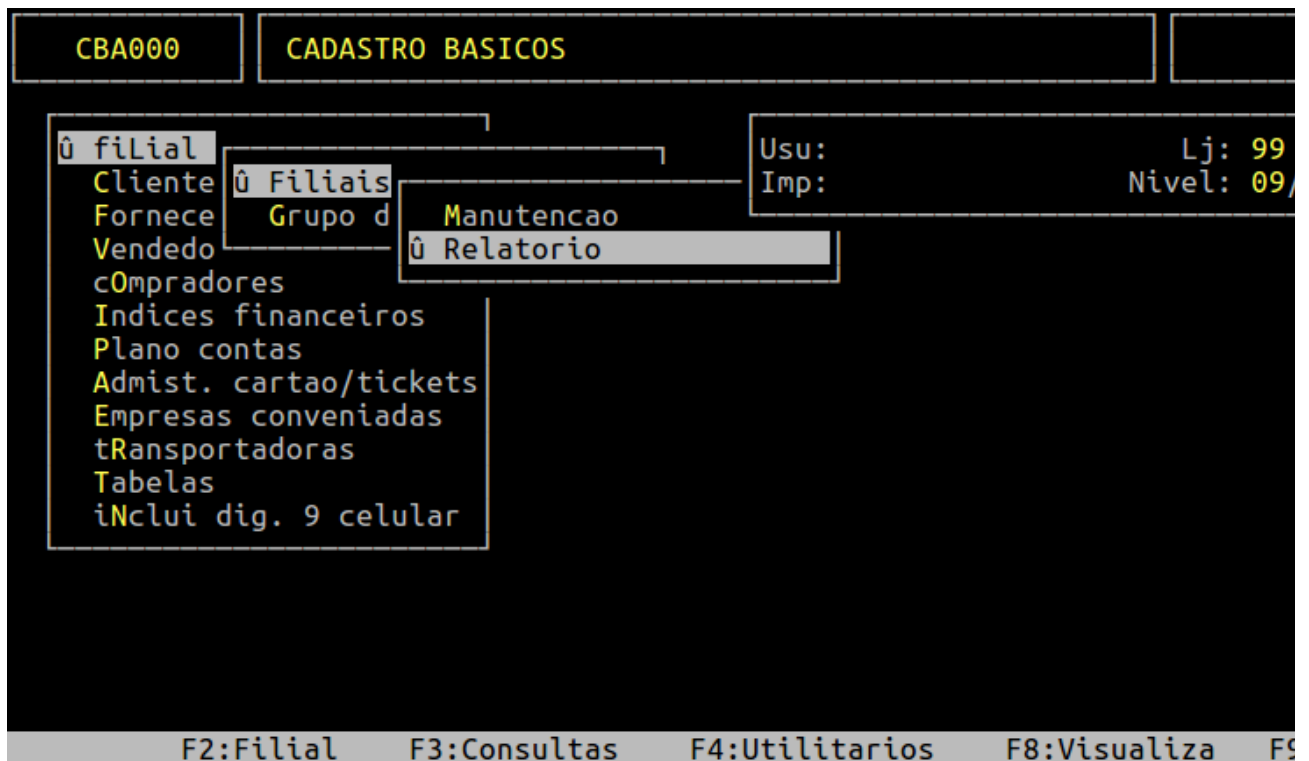 CBA000 CADASTRO BASICOS
û fiLial
Cliente
Fornece
Vendedo
cOmpradores
Indices financeiros
Plano contas
Admist. cartao/tickets
Empresas conveniadas
tRansportadoras
Tabelas
iNclui dig. 9 celular
û Filiais
Grupo d
Manutencao
û Relatorio
Usu: Lj: 99
Imp: Nivel: 09/
F2:Filial F3:Consultas F4:Utilitarios F8:Visualiza F9